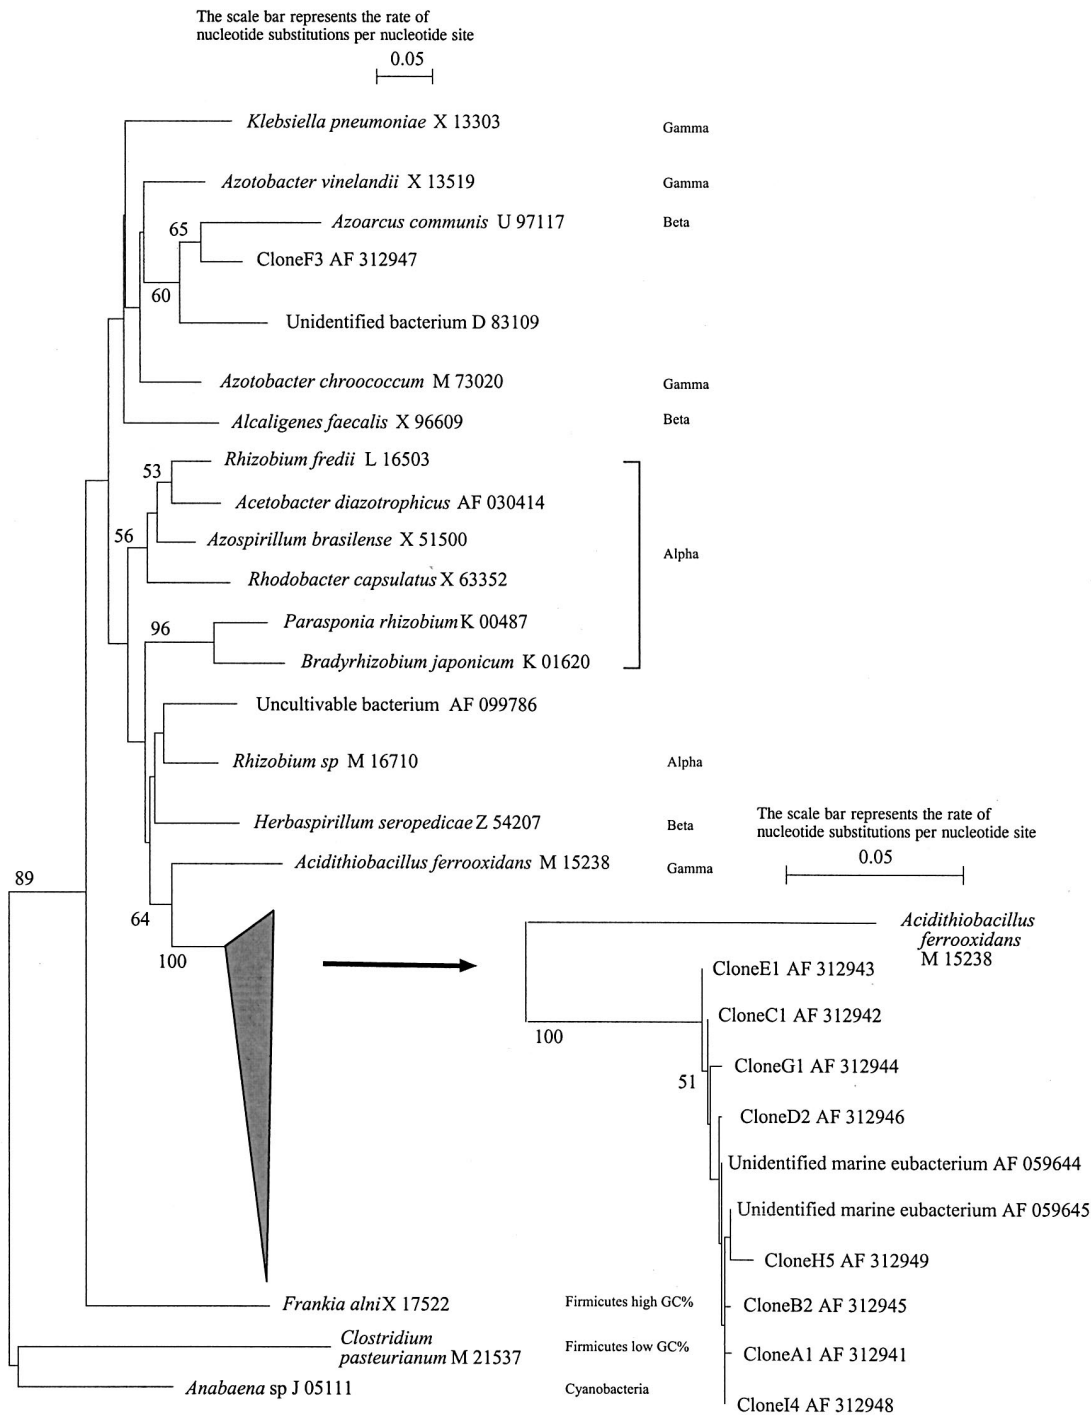 The scale bar represents the rate of
nucleotide substitutions per nucleotide site
0.05
Klebsiella pneumoniae X 13303
Gamma
Azotobacter vinelandii X 13519
Gamma
65
Azoarcus communis U 97117
Beta
CloneF3 AF 312947
60
Unidentified bacterium D 83109
Azotobacter chroococcum M 73020
Gamma
Alcaligenes faecalis X 96609
Beta
53
Rhizobium fredii L 16503
Acetobacter diazotrophicus AF 030414
56
Azospirillum brasilense X 51500
Alpha
Rhodobacter capsulatus X 63352
96
Parasponia rhizobium K 00487
Bradyrhizobium japonicum K 01620
Uncultivable bacterium AF 099786
Rhizobium sp M 16710
Alpha
Herbaspirillum seropedicae Z 54207
Beta
Acidithiobacillus ferrooxidans M 15238
Gamma
89
64
100
The scale bar represents the rate of
nucleotide substitutions per nucleotide site
0.05
Acidithiobacillus
ferrooxidans
M 15238
CloneE1 AF 312943
CloneC1 AF 312942
100
CloneG1 AF 312944
51
CloneD2 AF 312946
Unidentified marine eubacterium AF 059644
Unidentified marine eubacterium AF 059645
CloneH5 AF 312949
CloneB2 AF 312945
CloneA1 AF 312941
CloneI4 AF 312948
Frankia alni X 17522
Firmicutes high GC%
Clostridium
pasteurianum M 21537
Firmicutes low GC%
Anabaena sp J 05111
Cyanobacteria